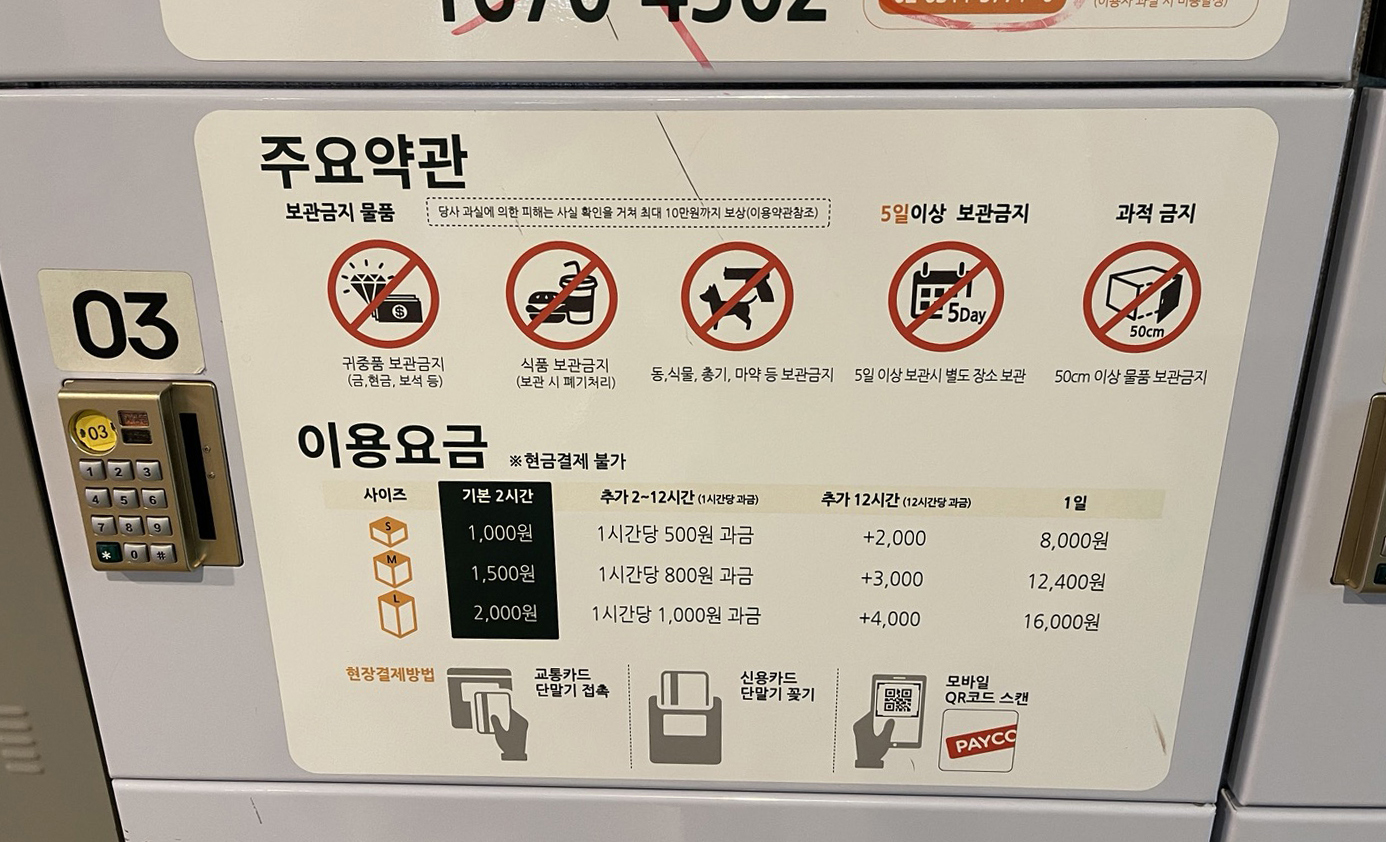 주요약관
보관금지 물품
당사 과실에 의한 피해는 사실 확인을 거쳐 최대 10만원까지 보상(이용약관참조)
5일이상 보관금지
과적 금지
$
5Day
50cm
귀중품 보관금지
(금,현금, 보석 등)
식품 보관금지
(보관 시 폐기처리)
동,식물, 총기, 마약 등 보관금지
5일 이상 보관시 별도 장소 보관
50cm 이상 물품 보관금지
03
03
1 2 3
4 5 6
7 8 9
* 0 #
이용요금 ※현금결제 불가
사이즈 기본 2시간 추가 2~12시간 (1시간당 과금) 추가 12시간 (12시간당 과금) 1일
S 1,000원 1시간당 500원 과금 +2,000 8,000원
M 1,500원 1시간당 800원 과금 +3,000 12,400원
L 2,000원 1시간당 1,000원 과금 +4,000 16,000원
현장결제방법
교통카드
단말기 접촉
신용카드
단말기 꽂기
모바일
QR코드 스캔
PAYCO